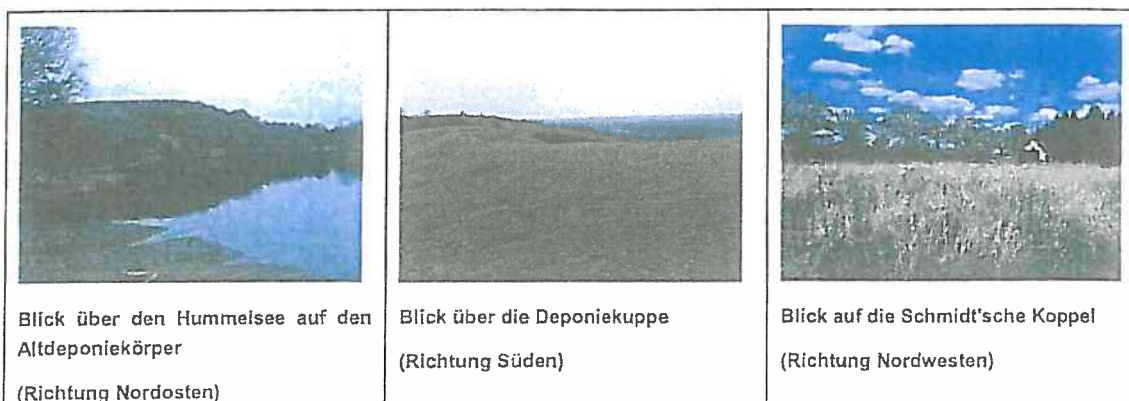 Blick über den Hummelsee auf den
Altdeponiekörper
(Richtung Nordosten)
Blick über die Deponiekuppe
(Richtung Süden)
Blick auf die Schmidt'sche Koppel
(Richtung Nordwesten)